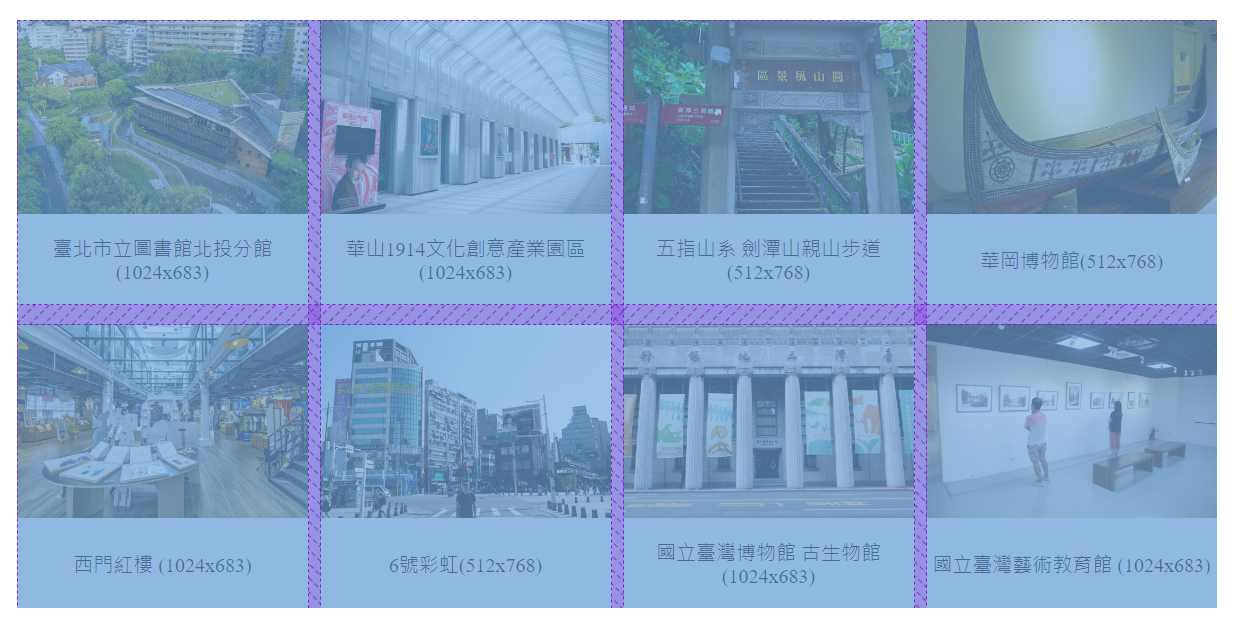 圓山風景區
臺北市立圖書館北投分館
(1024x683)
華山1914文化創意產業園區
(1024x683)
五指山系 劍潭山親山步道
(512x768)
華岡博物館(512x768)
西門紅樓 (1024x683)
6號彩虹(512x768)
國立臺灣博物館 古生物館
(1024x683)
國立臺灣藝術教育館 (1024x683)